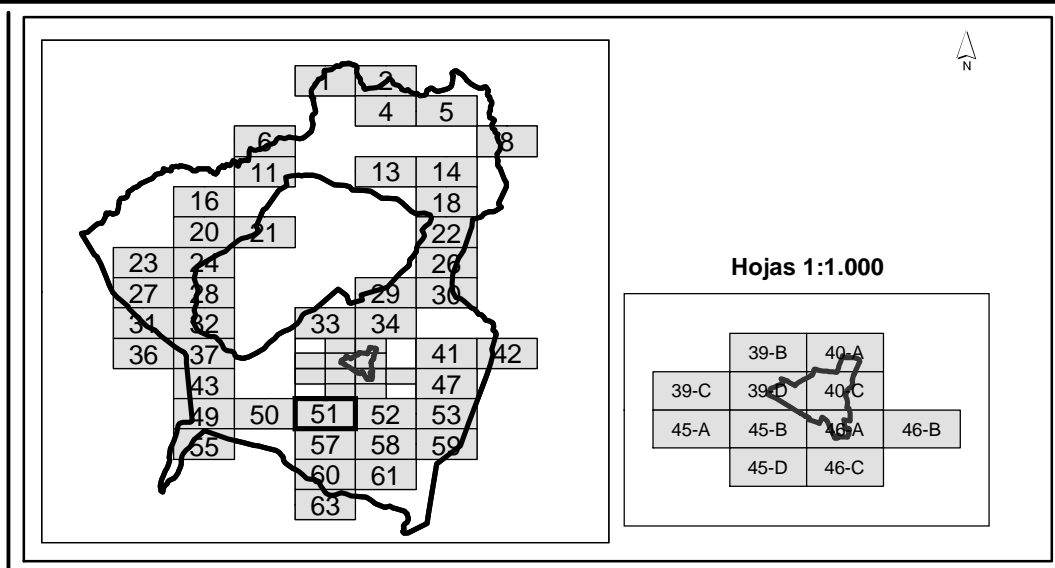 1 2
N
4 5
6 8
11 13 14
16 18
20 21 22
23 24 26
Hojas 1:1.000
27 28 29 30
31 32 33 34
36 37 41 42
39-B 40-A
43 47
39-C 39-D 40-C
49 50 51 52 53
45-A 45-B 46-A 46-B
55 57 58 59
45-D 46-C
60 61
63